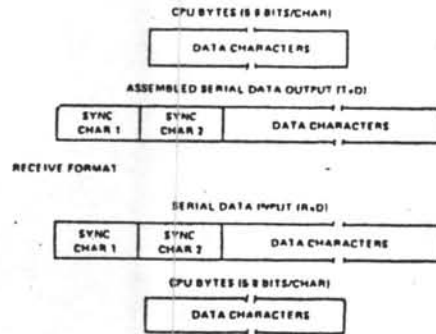 CPU BYTES (5 8 BITS/CHAR)
DATA CHARACTERS
ASSEMBLED SERIAL DATA OUTPUT (TxD)
SYNC CHAR 1 SYNC CHAR 2 DATA CHARACTERS
RECEIVE FORMAT
SERIAL DATA INPUT (RxD)
SYNC CHAR 1 SYNC CHAR 2 DATA CHARACTERS
CPU BYTES (5 8 BITS/CHAR)
DATA CHARACTERS